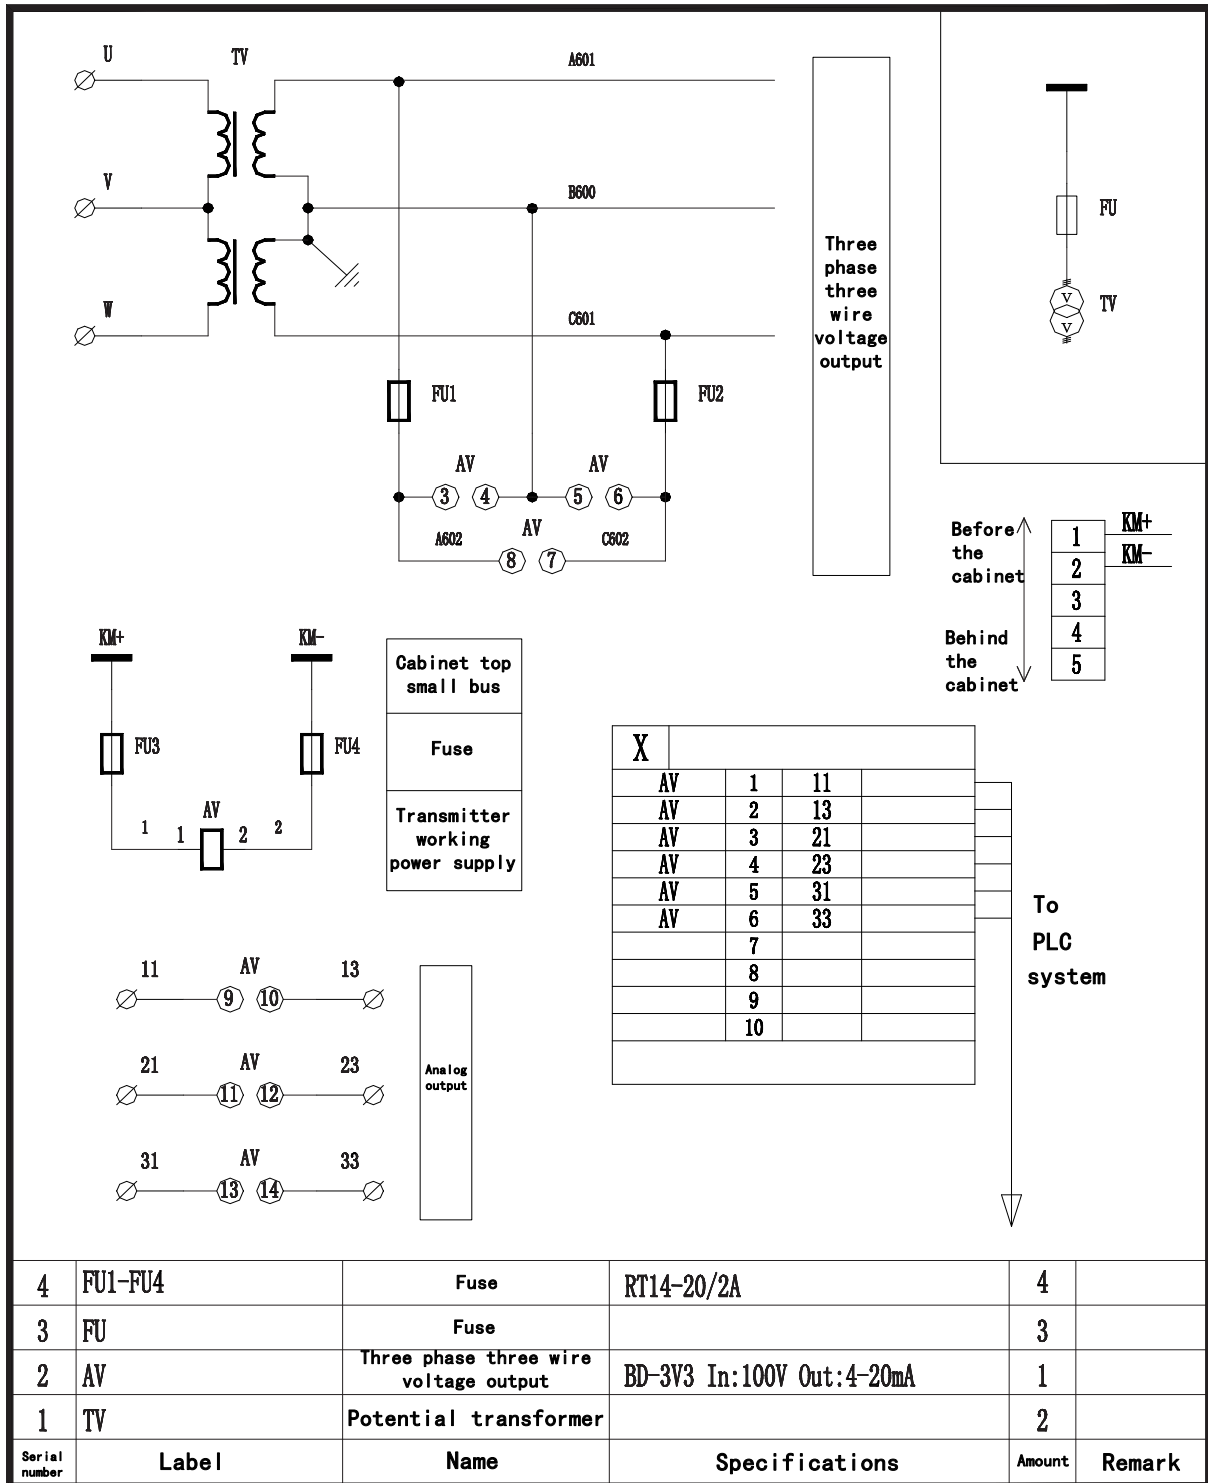 U
TV
A601
V
B600
W
C601
Three
phase
three
wire
voltage
output
FU
V
V
TV
FU1
FU2
AV
AV
3
4
5
6
A602
AV
C602
8
7
Before
the
cabinet
Behind
the
cabinet
1
KM+
2
KM-
3
4
5
KM+
KM-
FU3
FU4
AV
1
1
2
2
Cabinet top
small bus
Fuse
Transmitter
working
power supply
X
AV 1 11
AV 2 13
AV 3 21
AV 4 23
AV 5 31
AV 6 33
7
8
9
10
To
PLC
system
11 AV 13
9 10
21 AV 23
11 12
31 AV 33
13 14
Analog
output
4 FU1-FU4 Fuse RT14-20/2A 4
3 FU Fuse 3
Three phase three wire
2 AV voltage output BD-3V3 In:100V Out:4-20mA 1
1 TV Potential transformer 2
Serial
number Label Name Specifications Amount Remark